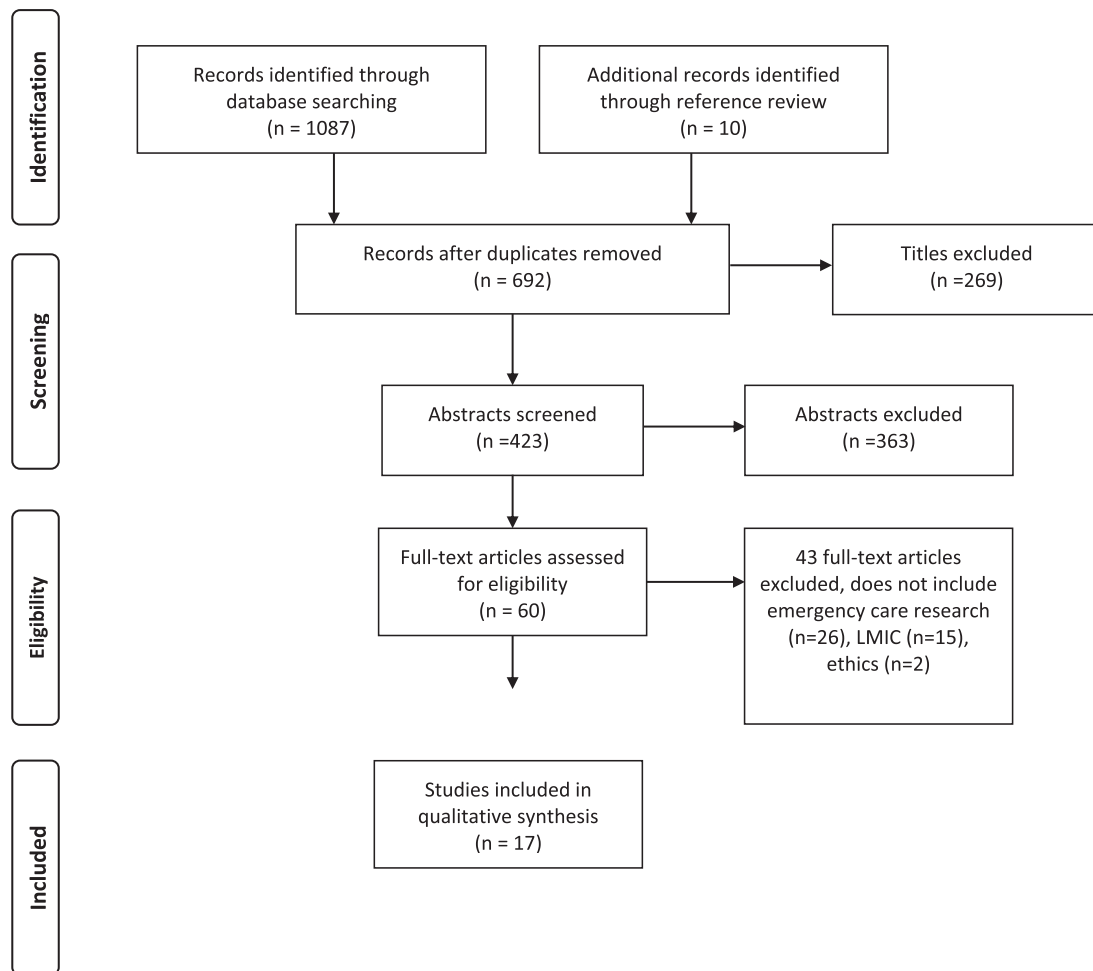 Identification
Records identified through
database searching
(n = 1087)
Additional records identified
through reference review
(n = 10)
Screening
Records after duplicates removed
(n = 692)
Titles excluded
(n =269)
Abstracts screened
(n =423)
Abstracts excluded
(n =363)
Eligibility
Full-text articles assessed
for eligibility
(n = 60)
43 full-text articles
excluded, does not include
emergency care research
(n=26), LMIC (n=15),
ethics (n=2)
Included
Studies included in
qualitative synthesis
(n = 17)